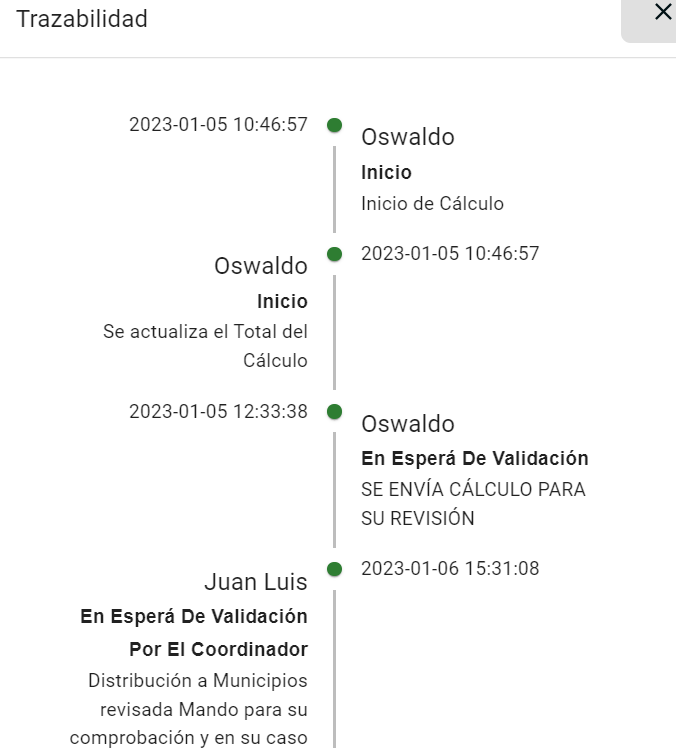 Trazabilidad
2023-01-05 10:46:57
Oswaldo
Inicio
Inicio de Cálculo
2023-01-05 10:46:57
Oswaldo
Inicio
Se actualiza el Total del
Cálculo
2023-01-05 12:33:38
Oswaldo
En Esperá De Validación
SE ENVÍA CÁLCULO PARA
SU REVISIÓN
2023-01-06 15:31:08
Juan Luis
En Esperá De Validación
Por El Coordinador
Distribución a Municipios
revisada Mando para su
comprobación y en su caso